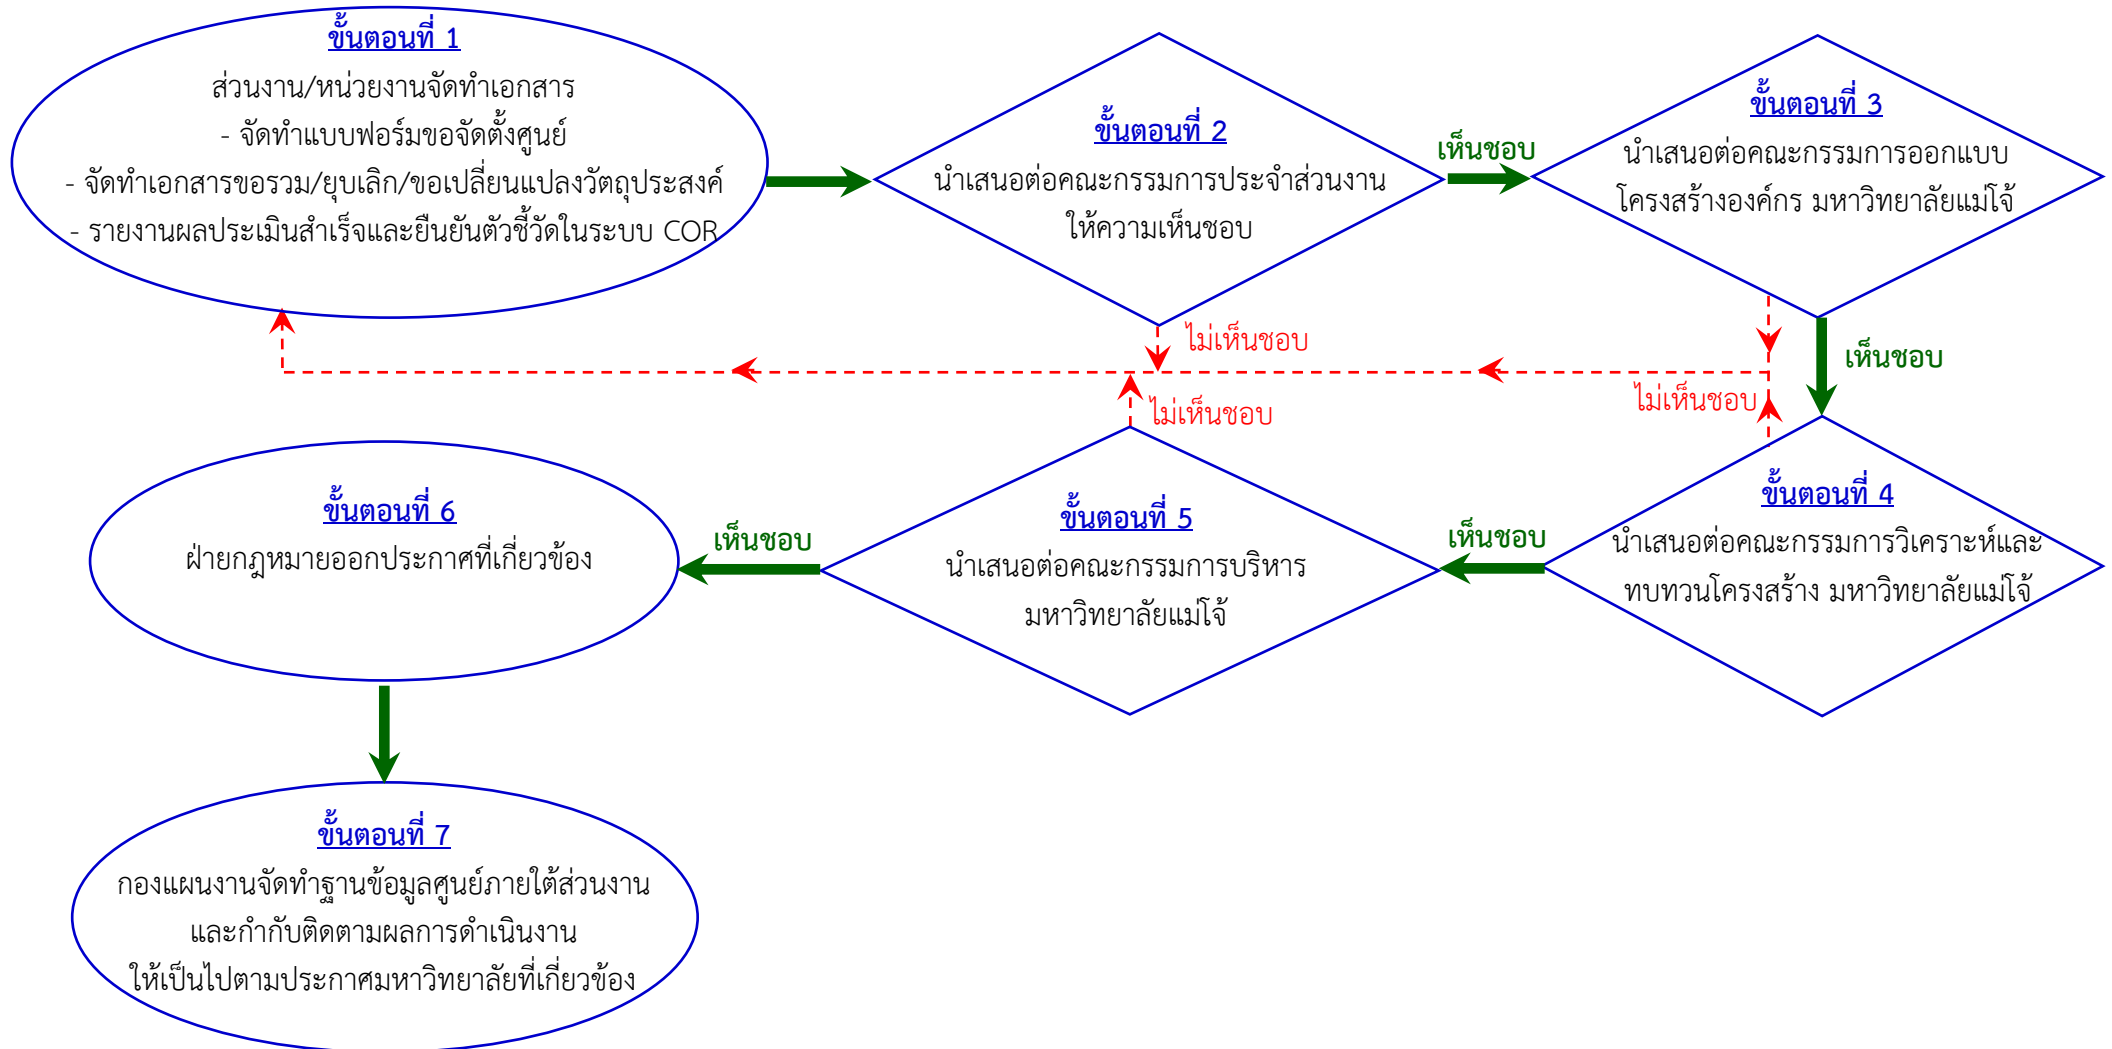 ขั้นตอนที่ 1
ส่วนงาน/หน่วยงานจัดทำเอกสาร
- จัดทำแบบฟอร์มขอจัดตั้งศูนย์
- จัดทำเอกสารขอรวม/ยุบเลิก/ขอเปลี่ยนแปลงวัตถุประสงค์
- รายงานผลประเมินสำเร็จและยืนยันตัวชี้วัดในระบบ COR
ขั้นตอนที่ 2
นำเสนอต่อคณะกรรมการประจำส่วนงาน
ให้ความเห็นชอบ
เห็นชอบ
ขั้นตอนที่ 3
นำเสนอต่อคณะกรรมการออกแบบ
โครงสร้างองค์กร มหาวิทยาลัยแม่โจ้
ไม่เห็นชอบ
เห็นชอบ
ไม่เห็นชอบ
ไม่เห็นชอบ
ขั้นตอนที่ 4
นำเสนอต่อคณะกรรมการวิเคราะห์และ
ทบทวนโครงสร้าง มหาวิทยาลัยแม่โจ้
เห็นชอบ
ขั้นตอนที่ 5
นำเสนอต่อคณะกรรมการบริหาร
มหาวิทยาลัยแม่โจ้
เห็นชอบ
ขั้นตอนที่ 6
ฝ่ายกฎหมายออกประกาศที่เกี่ยวข้อง
ขั้นตอนที่ 7
กองแผนงานจัดทำฐานข้อมูลศูนย์ภายใต้ส่วนงาน
และกำกับติดตามผลการดำเนินงาน
ให้เป็นไปตามประกาศมหาวิทยาลัยที่เกี่ยวข้อง